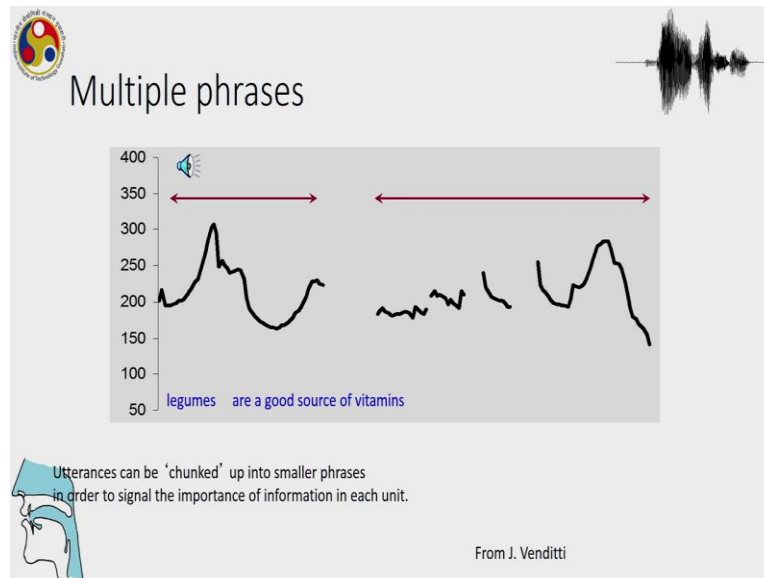 Multiple phrases
400
350
300
250
200
150
100
50
legumes are a good source of vitamins
Utterances can be ‘chunked’ up into smaller phrases
in order to signal the importance of information in each unit.
From J. Venditti